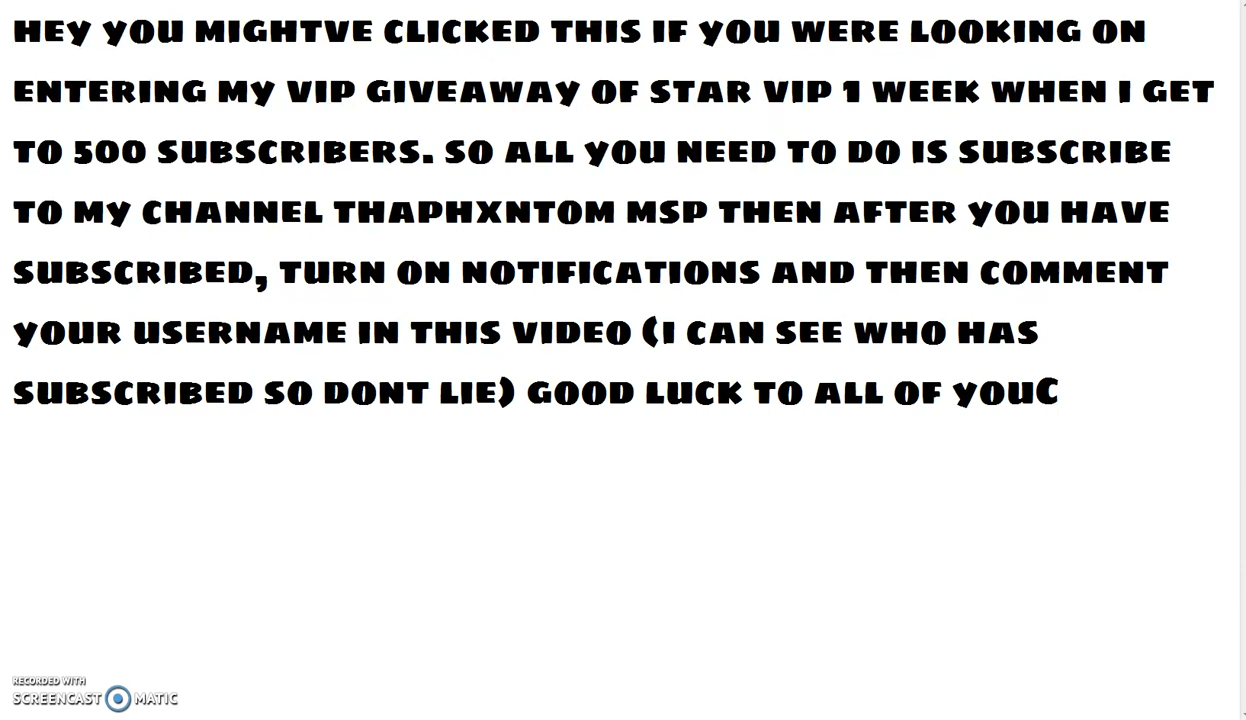 HEY YOU MIGHTVE CLICKED THIS IF YOU WERE LOOKING ON
ENTERING MY VIP GIVEAWAY OF STAR VIP 1 WEEK WHEN I GET
TO 500 SUBSCRIBERS. SO ALL YOU NEED TO DO IS SUBSCRIBE
TO MY CHANNEL THAPHXNTOM MSP THEN AFTER YOU HAVE
SUBSCRIBED, TURN ON NOTIFICATIONS AND THEN COMMENT
YOUR USERNAME IN THIS VIDEO (I CAN SEE WHO HAS
SUBSCRIBED SO DONT LIE) GOOD LUCK TO ALL OF YOUC
RECORDED WITH
SCREENCAST MATIC